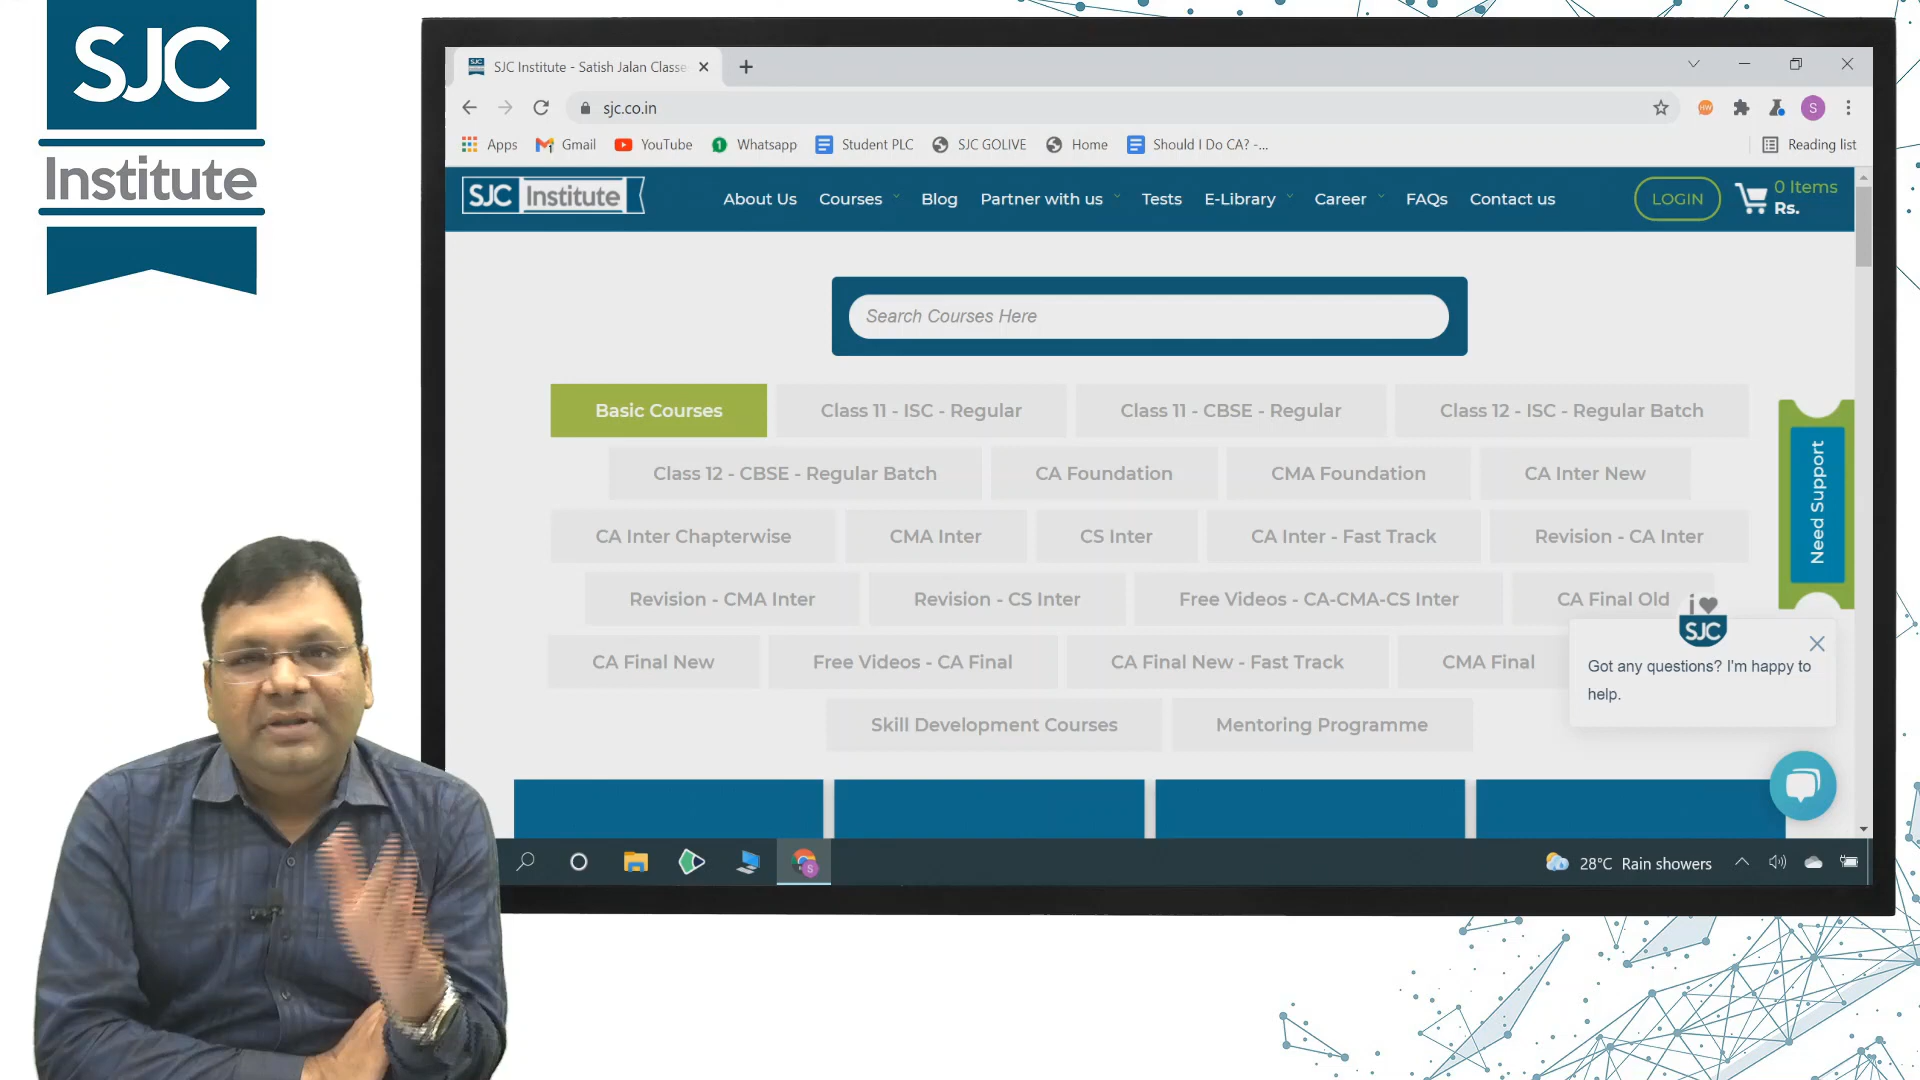 SJC
Institute
SJC Institute - Satish Jalan Classe
sjc.co.in
S
Apps
Gmail
YouTube
1
Whatsapp
Student PLC
SJC GOLIVE
Home
Should I Do CA? -...
Reading list
SJC Institute
About Us
Courses
Blog
Partner with us
Tests
E-Library
Career
FAQs
Contact us
LOGIN
0 Items
Rs.
Search Courses Here
Basic Courses
Class 11 - ISC - Regular
Class 11 - CBSE - Regular
Class 12 - ISC - Regular Batch
Class 12 - CBSE - Regular Batch
CA Foundation
CMA Foundation
CA Inter New
CA Inter Chapterwise
CMA Inter
CS Inter
CA Inter - Fast Track
Revision - CA Inter
Revision - CMA Inter
Revision - CS Inter
Free Videos - CA-CMA-CS Inter
CA Final Old
CA Final New
Free Videos - CA Final
CA Final New - Fast Track
CMA Final
Skill Development Courses
Mentoring Programme
Need Support
i
SJC
Got any questions? I'm happy to
help.
S
28°C Rain showers